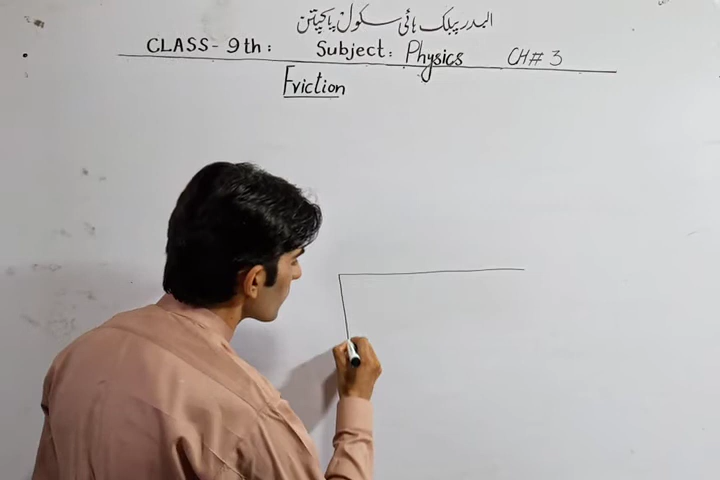 البدر پبلک ہائی سکول پاکپتن
CLASS- 9th: Subject: Physics CH# 3
Friction